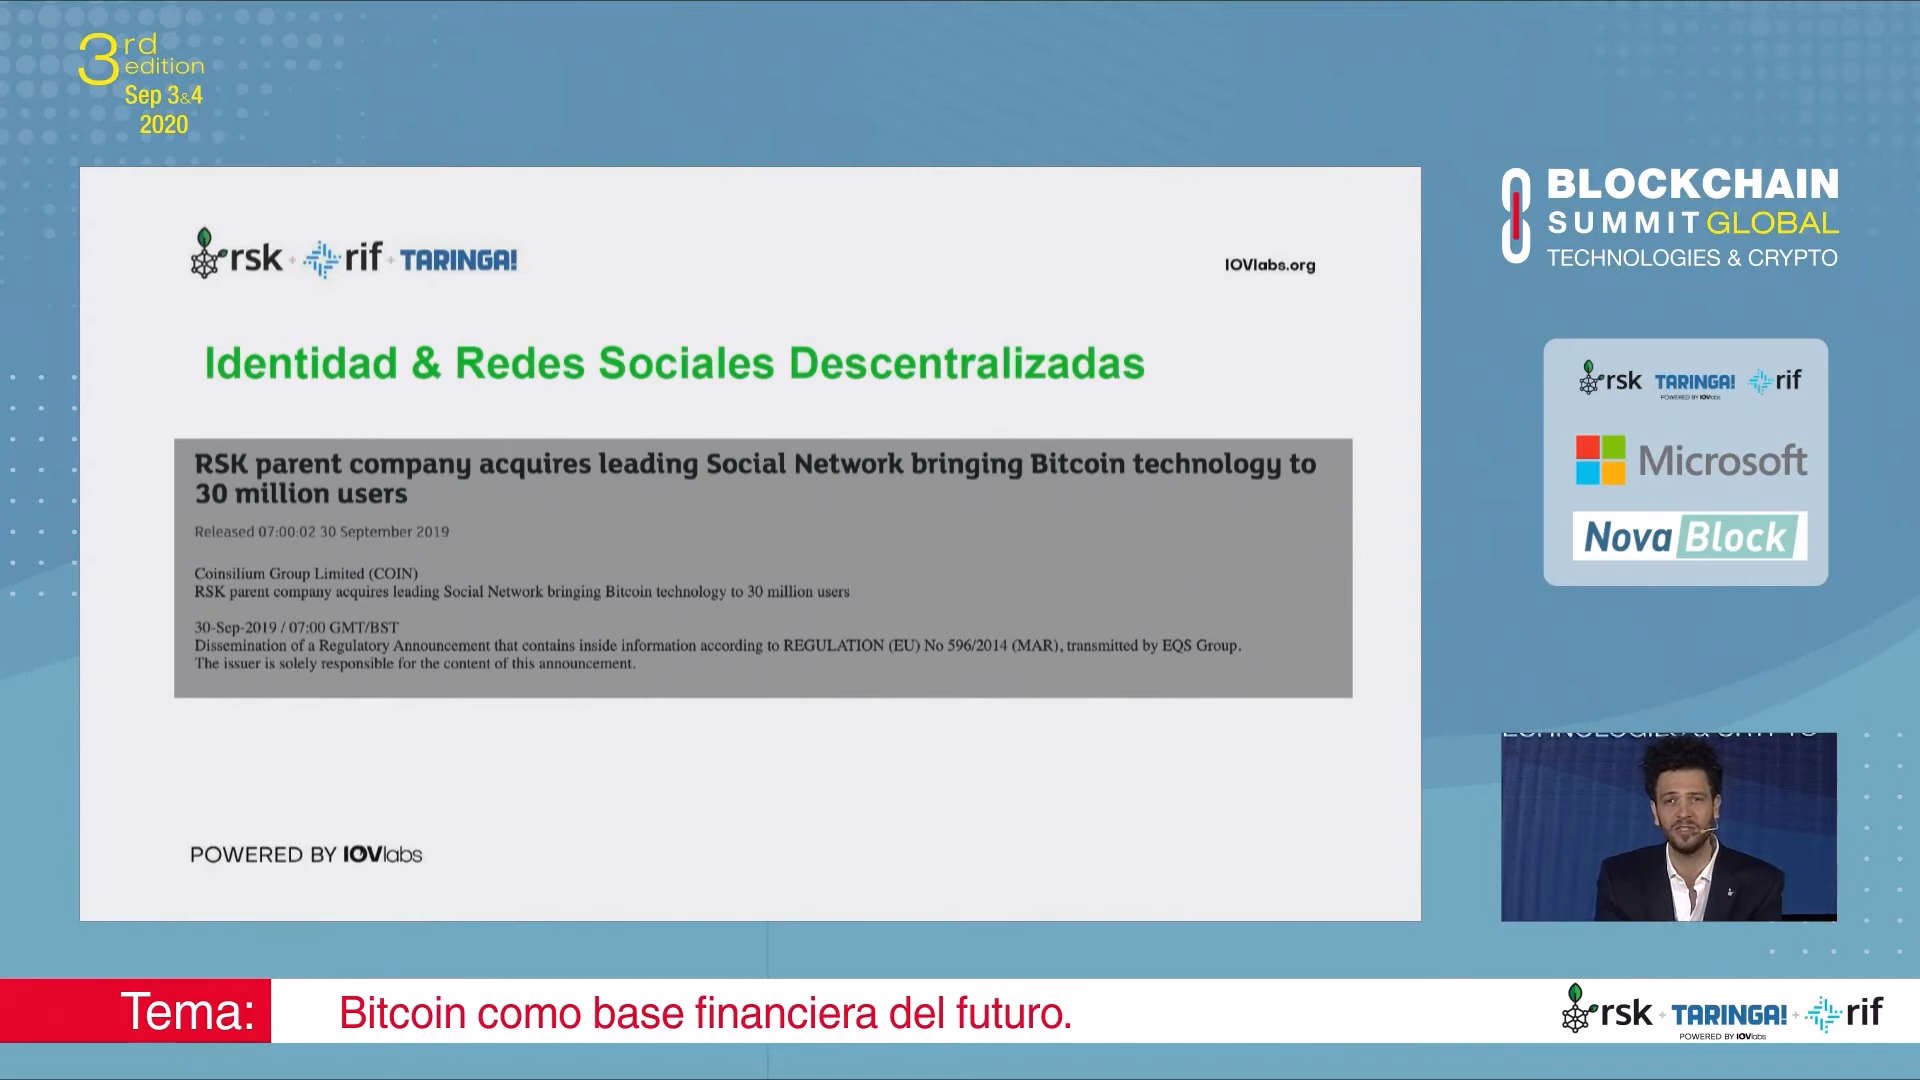 3rd edition
Sep 3&4
2020
rsk + rif + TARINGA!
IOVlabs.org
Identidad & Redes Sociales Descentralizadas
RSK parent company acquires leading Social Network bringing Bitcoin technology to
30 million users
Released 07:00:02 30 September 2019
Coinsilium Group Limited (COIN)
RSK parent company acquires leading Social Network bringing Bitcoin technology to 30 million users
30-Sep-2019 / 07:00 GMT/BST
Dissemination of a Regulatory Announcement that contains inside information according to REGULATION (EU) No 596/2014 (MAR), transmitted by EQS Group.
The issuer is solely responsible for the content of this announcement.
POWERED BY IOVlabs
BLOCKCHAIN
SUMMIT GLOBAL
TECHNOLOGIES & CRYPTO
rsk TARINGA! rif
POWERED BY IOVlabs
Microsoft
NovaBlock
Tema: Bitcoin como base financiera del futuro.
rsk + TARINGA! + rif
POWERED BY IOVlabs